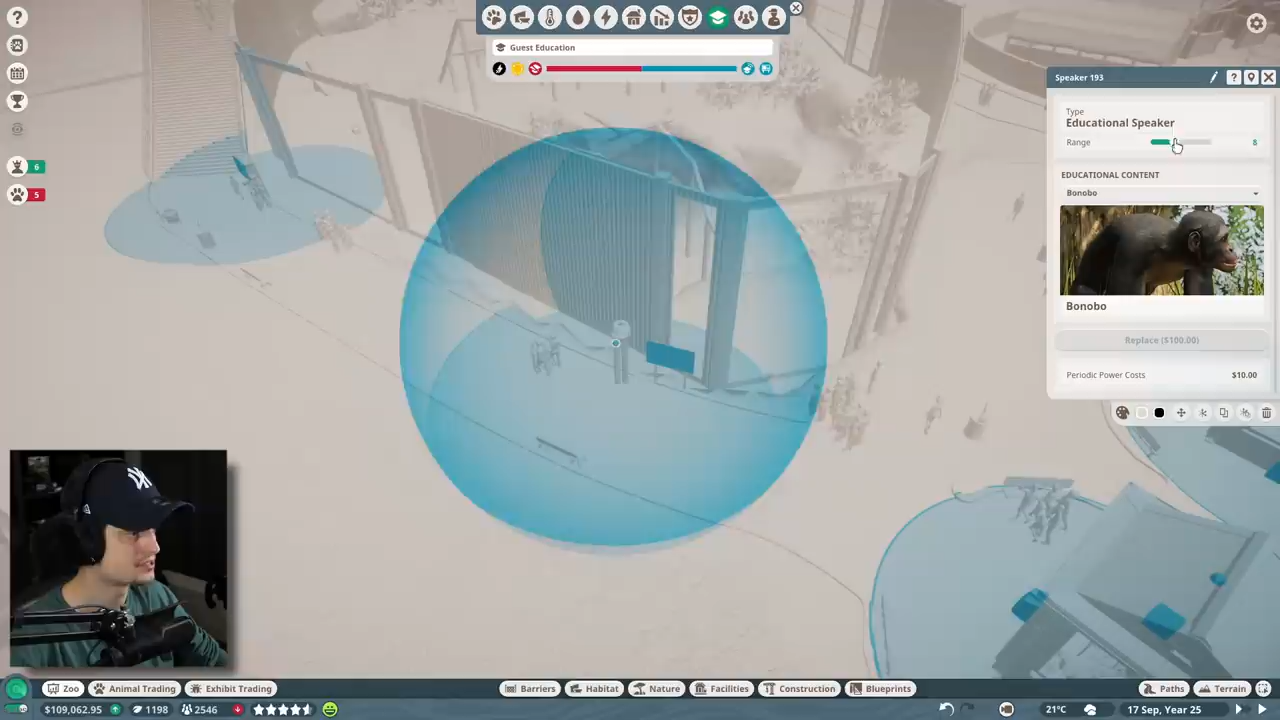 Guest Education
Speaker 193
Type
Educational Speaker
Range
8
EDUCATIONAL CONTENT
Bonobo
Bonobo
Replace ($100.00)
Periodic Power Costs
$10.00
6
5
Zoo
Animal Trading
Exhibit Trading
Barriers
Habitat
Nature
Facilities
Construction
Blueprints
Paths
Terrain
$109,062.95
1198
2546
21°C
17 Sep, Year 25